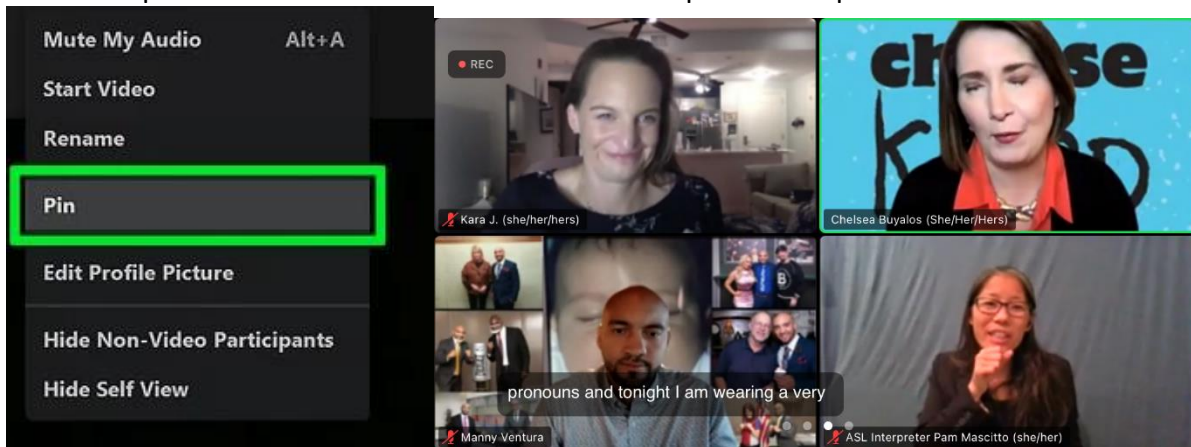 Mute My Audio Alt+A
Start Video
Rename
Pin
Edit Profile Picture
Hide Non-Video Participants
Hide Self View
REC
Kara J. (she/her/hers)
Chelsea Buyalos (She/Her/Hers)
pronouns and tonight I am wearing a very
Manny Ventura
ASL Interpreter Pam Mascitto (she/her)